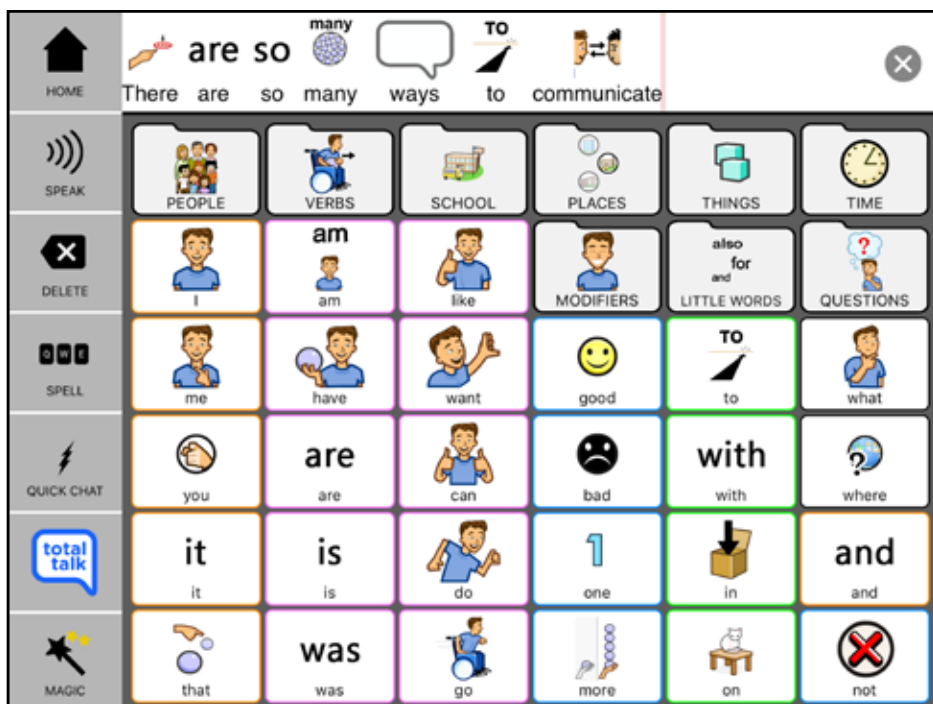 HOME
many
are so TO
There are so many ways to communicate
SPEAK
PEOPLE VERBS SCHOOL PLACES THINGS TIME
DELETE
am
I am like
also
for
and
MODIFIERS LITTLE WORDS QUESTIONS
QWE
SPELL
TO
me have want good to what
QUICK CHAT
are with
you are can bad with where
total
talk
it is 1 and
it is do one in and
MAGIC
was
that was go more on not